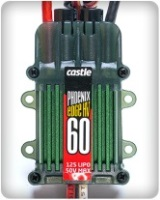 castle
PHOENIX
edge HV
60
12S LIPO
50V MAX